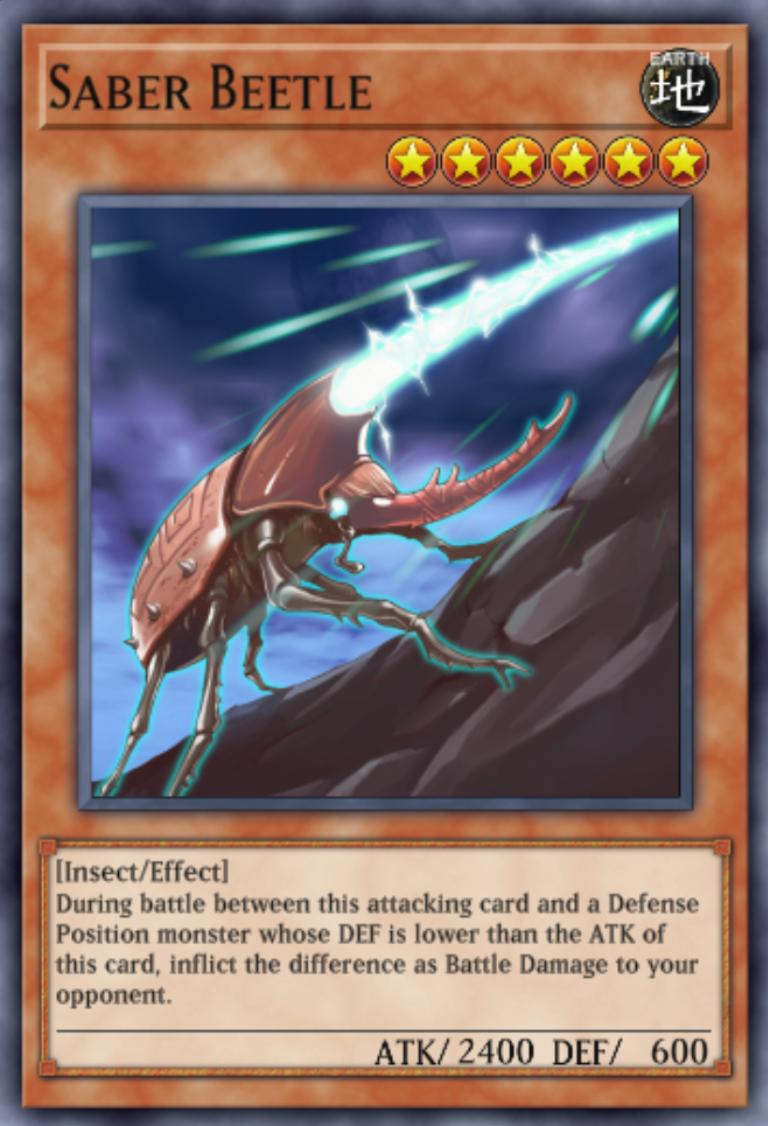 SABER BEETLE
EARTH
地
[Insect/Effect]
During battle between this attacking card and a Defense
Position monster whose DEF is lower than the ATK of
this card, inflict the difference as Battle Damage to your
opponent.
ATK/ 2400 DEF/ 600